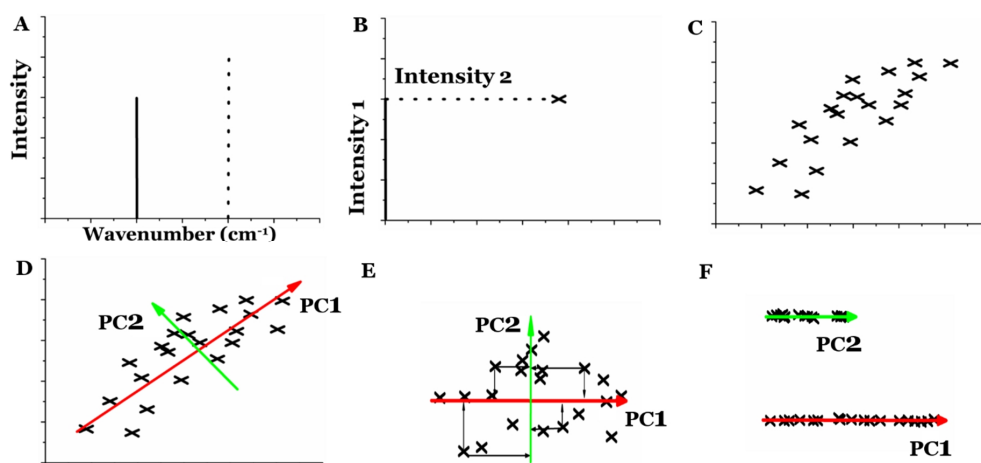 A
Intensity
Wavenumber (cm⁻¹)
B
Intensity 2
Intensity 1
C
D
PC2
PC1
E
PC2
PC1
F
PC2
PC1